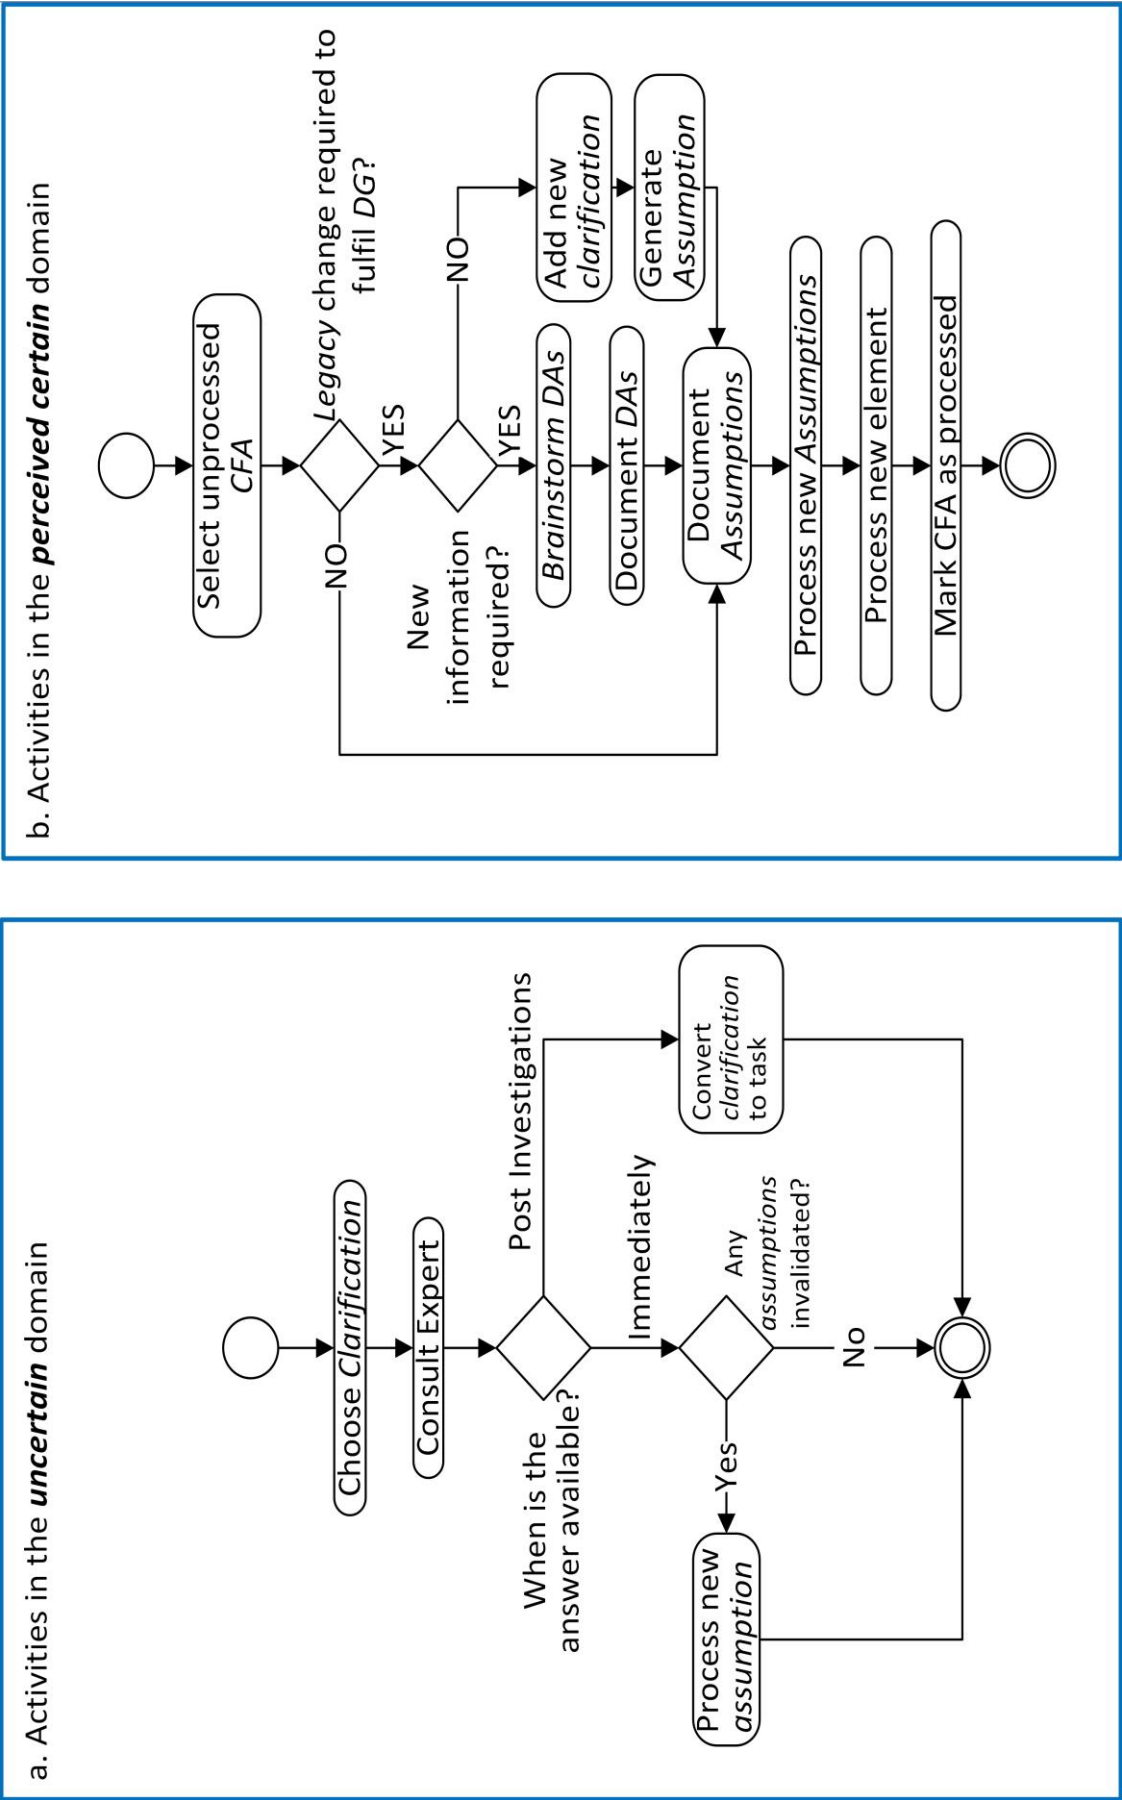 a. Activities in the uncertain domain
Choose Clarification
Consult Expert
When is the
answer available?
Post Investigations
Immediately
Convert
clarification
to task
Any
assumptions
invalidated?
Yes
No
Process new
assumption
b. Activities in the perceived certain domain
Select unprocessed
CFA
Legacy change required to
fulfil DG?
NO
YES
New
information
required?
NO
YES
Add new
clarification
Generate
Assumption
Brainstorm DAs
Document DAs
Document
Assumptions
Process new Assumptions
Process new element
Mark CFA as processed